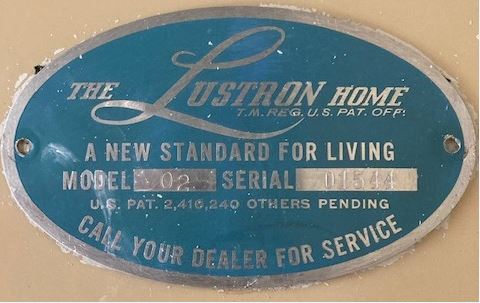 THE LUSTRON HOME
T.M. REG. U.S. PAT. OFF.
A NEW STANDARD FOR LIVING
MODEL 02 SERIAL 01544
U.S. PAT. 2,416,240 OTHERS PENDING
CALL YOUR DEALER FOR SERVICE